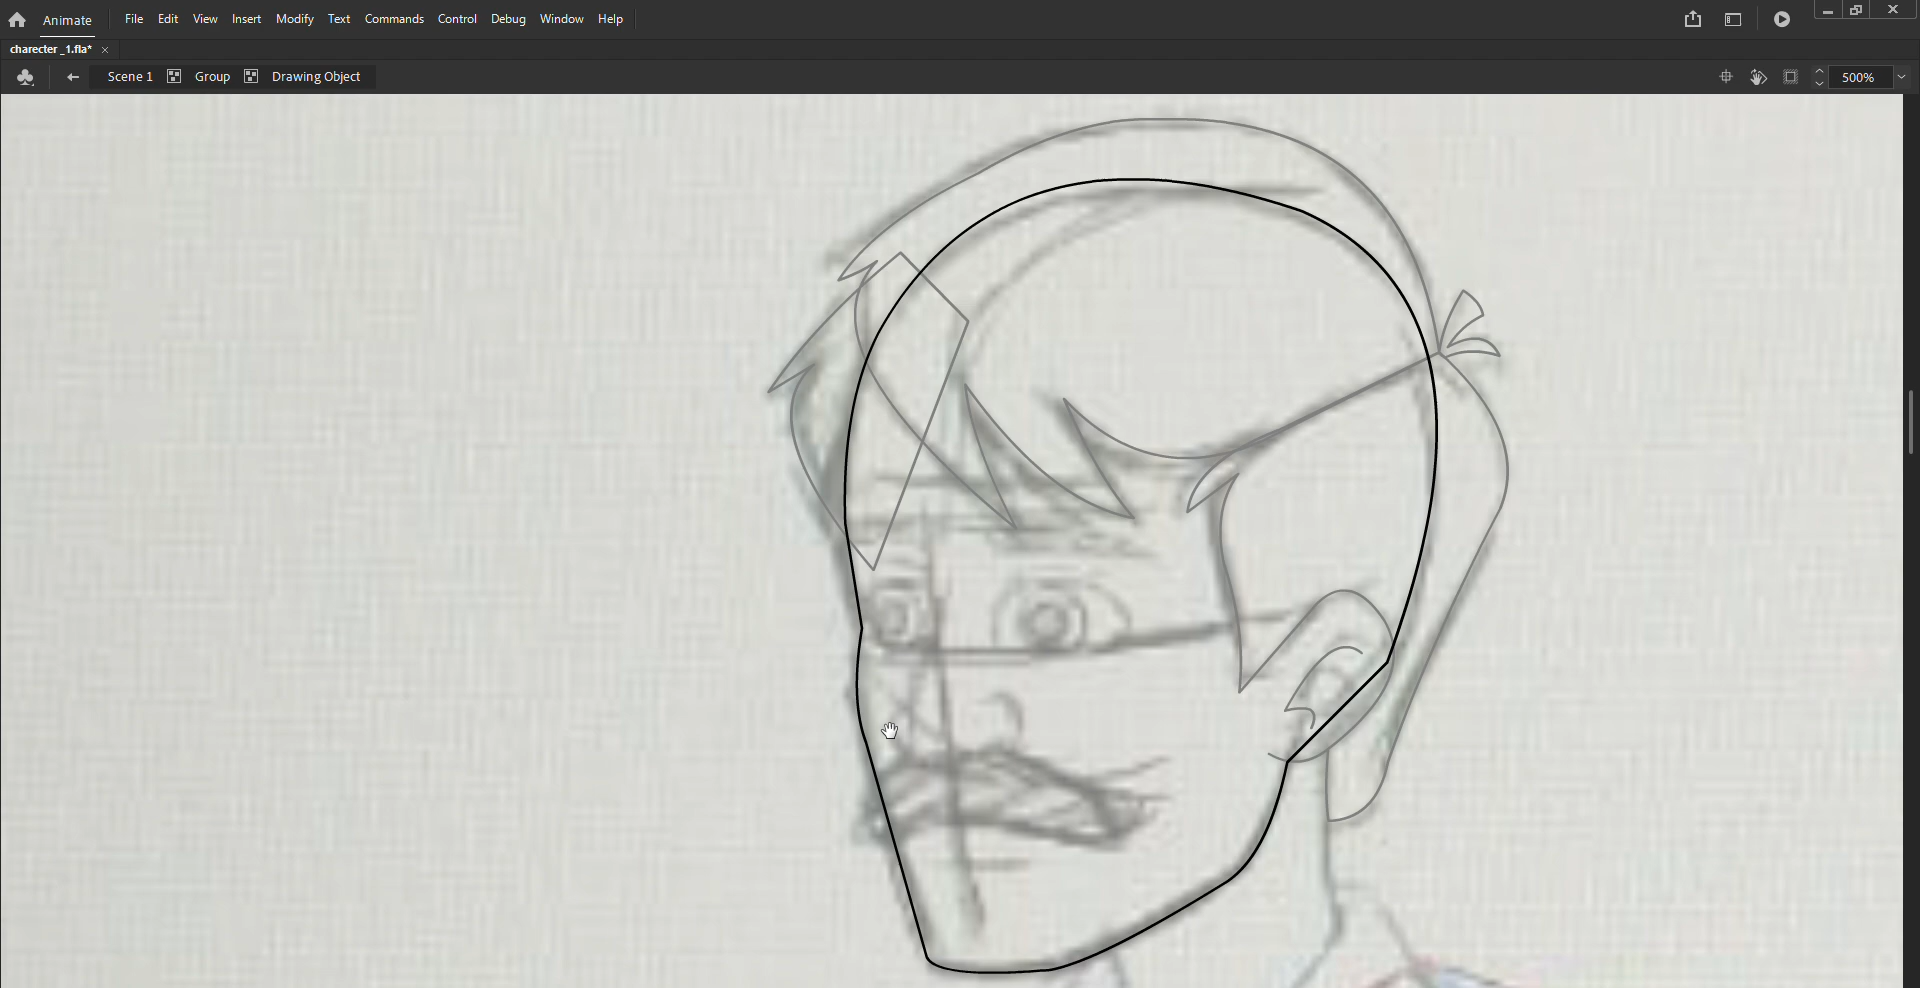 Animate File Edit View Insert Modify Text Commands Control Debug Window Help
charecter _1.fla*
Scene 1 Group Drawing Object 500%